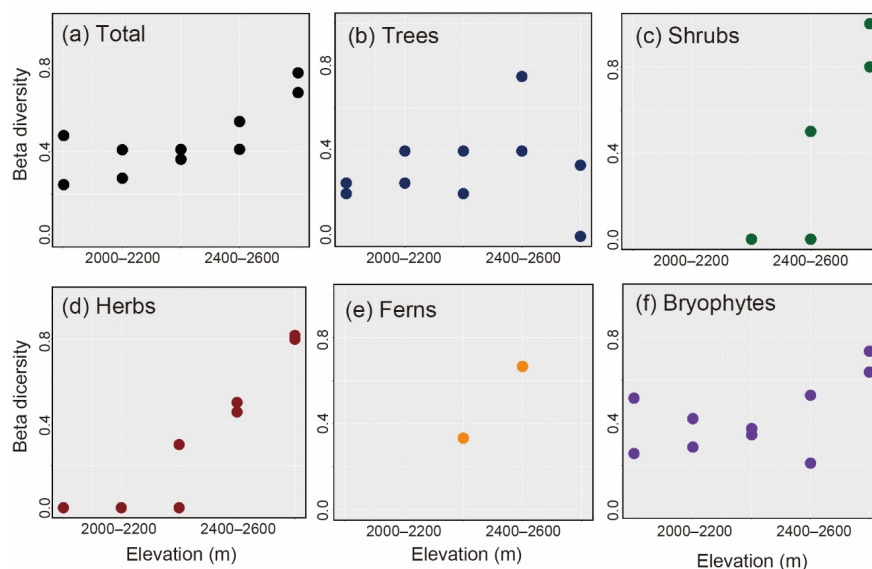 (a) Total
(b) Trees
(c) Shrubs
Beta diversity
0.8
0.4
0.0
0.8
0.4
0.0
0.8
0.4
0.0
2000–2200 2400–2600
2000–2200 2400–2600
2000–2200 2400–2600
(d) Herbs
(e) Ferns
(f) Bryophytes
Beta dicersity
0.8
0.4
0.0
0.8
0.4
0.0
0.8
0.4
0.0
2000–2200 2400–2600
2000–2200 2400–2600
2000–2200 2400–2600
Elevation (m)
Elevation (m)
Elevation (m)